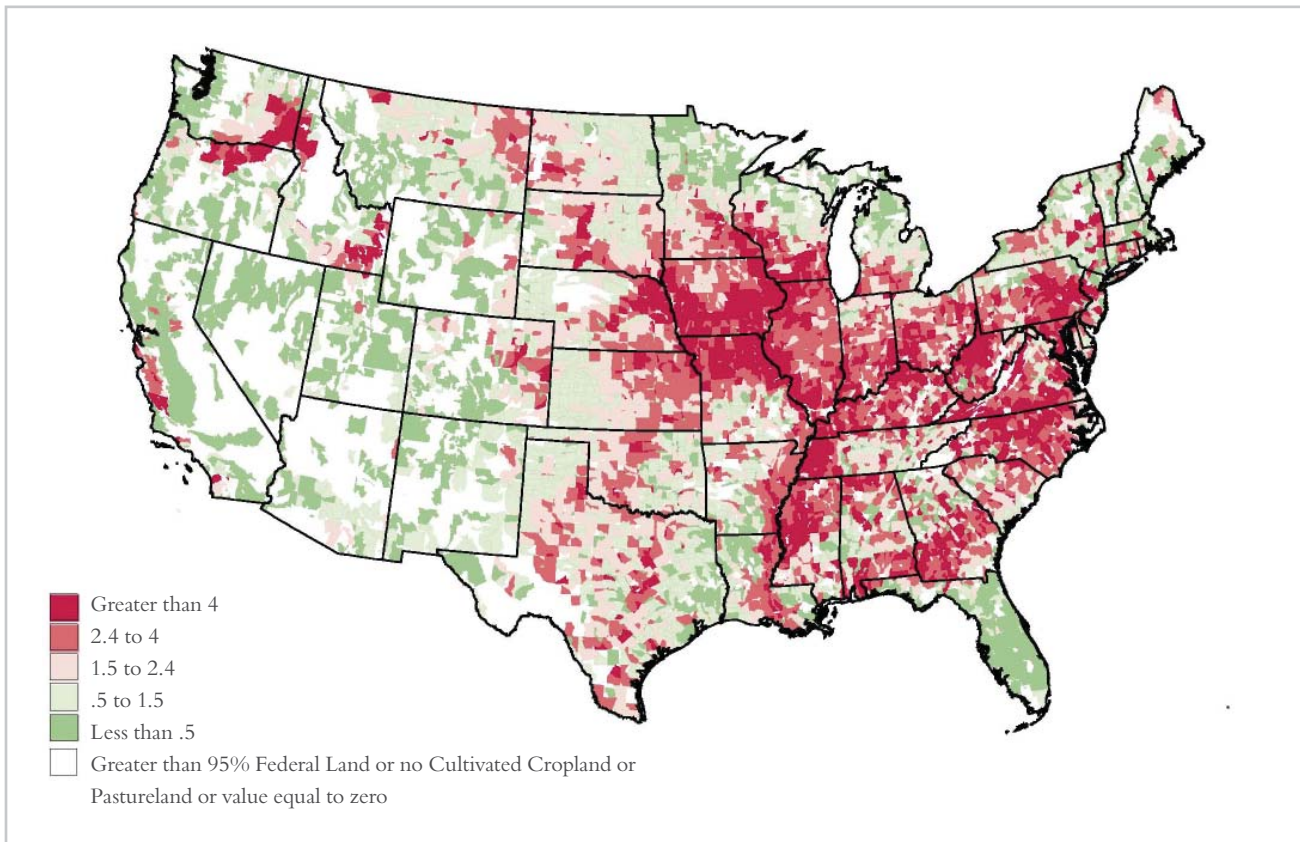 Greater than 4
2.4 to 4
1.5 to 2.4
.5 to 1.5
Less than .5
Greater than 95% Federal Land or no Cultivated Cropland or
Pastureland or value equal to zero